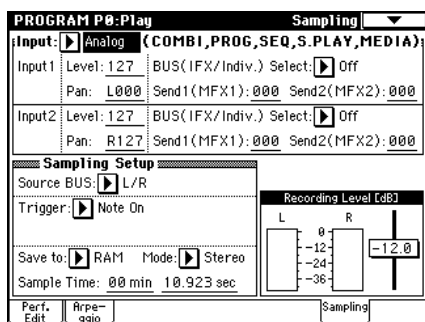 PROGRAM P0:Play Sampling
Input: Analog (COMBI,PROG,SEQ,S.PLAY,MEDIA)
Input1 Level: 127 BUS(IFX/Indiv.) Select: Off
Pan: L000 Send1(MFX1): 000 Send2(MFX2): 000
Input2 Level: 127 BUS(IFX/Indiv.) Select: Off
Pan: R127 Send1(MFX1): 000 Send2(MFX2): 000
Sampling Setup
Source BUS: L/R
Trigger: Note On
Save to: RAM Mode: Stereo
Sample Time: 00 min 10.923 sec
Recording Level [dB]
L R
0
-12
-24
-36
-12.0
Perf. Edit
Arpe-ggio
Sampling